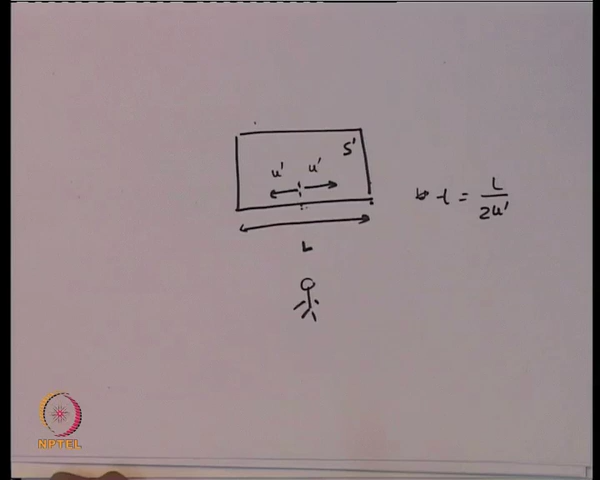 S'
u' u'
t = L / 2u'
L
NPTEL